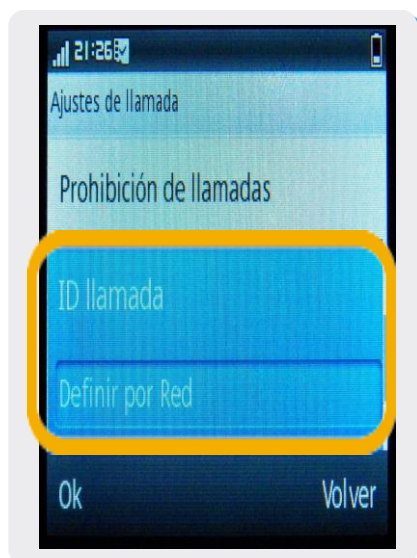 21:26
Ajustes de llamada
Prohibición de llamadas
ID llamada
Definir por Red
Ok Volver